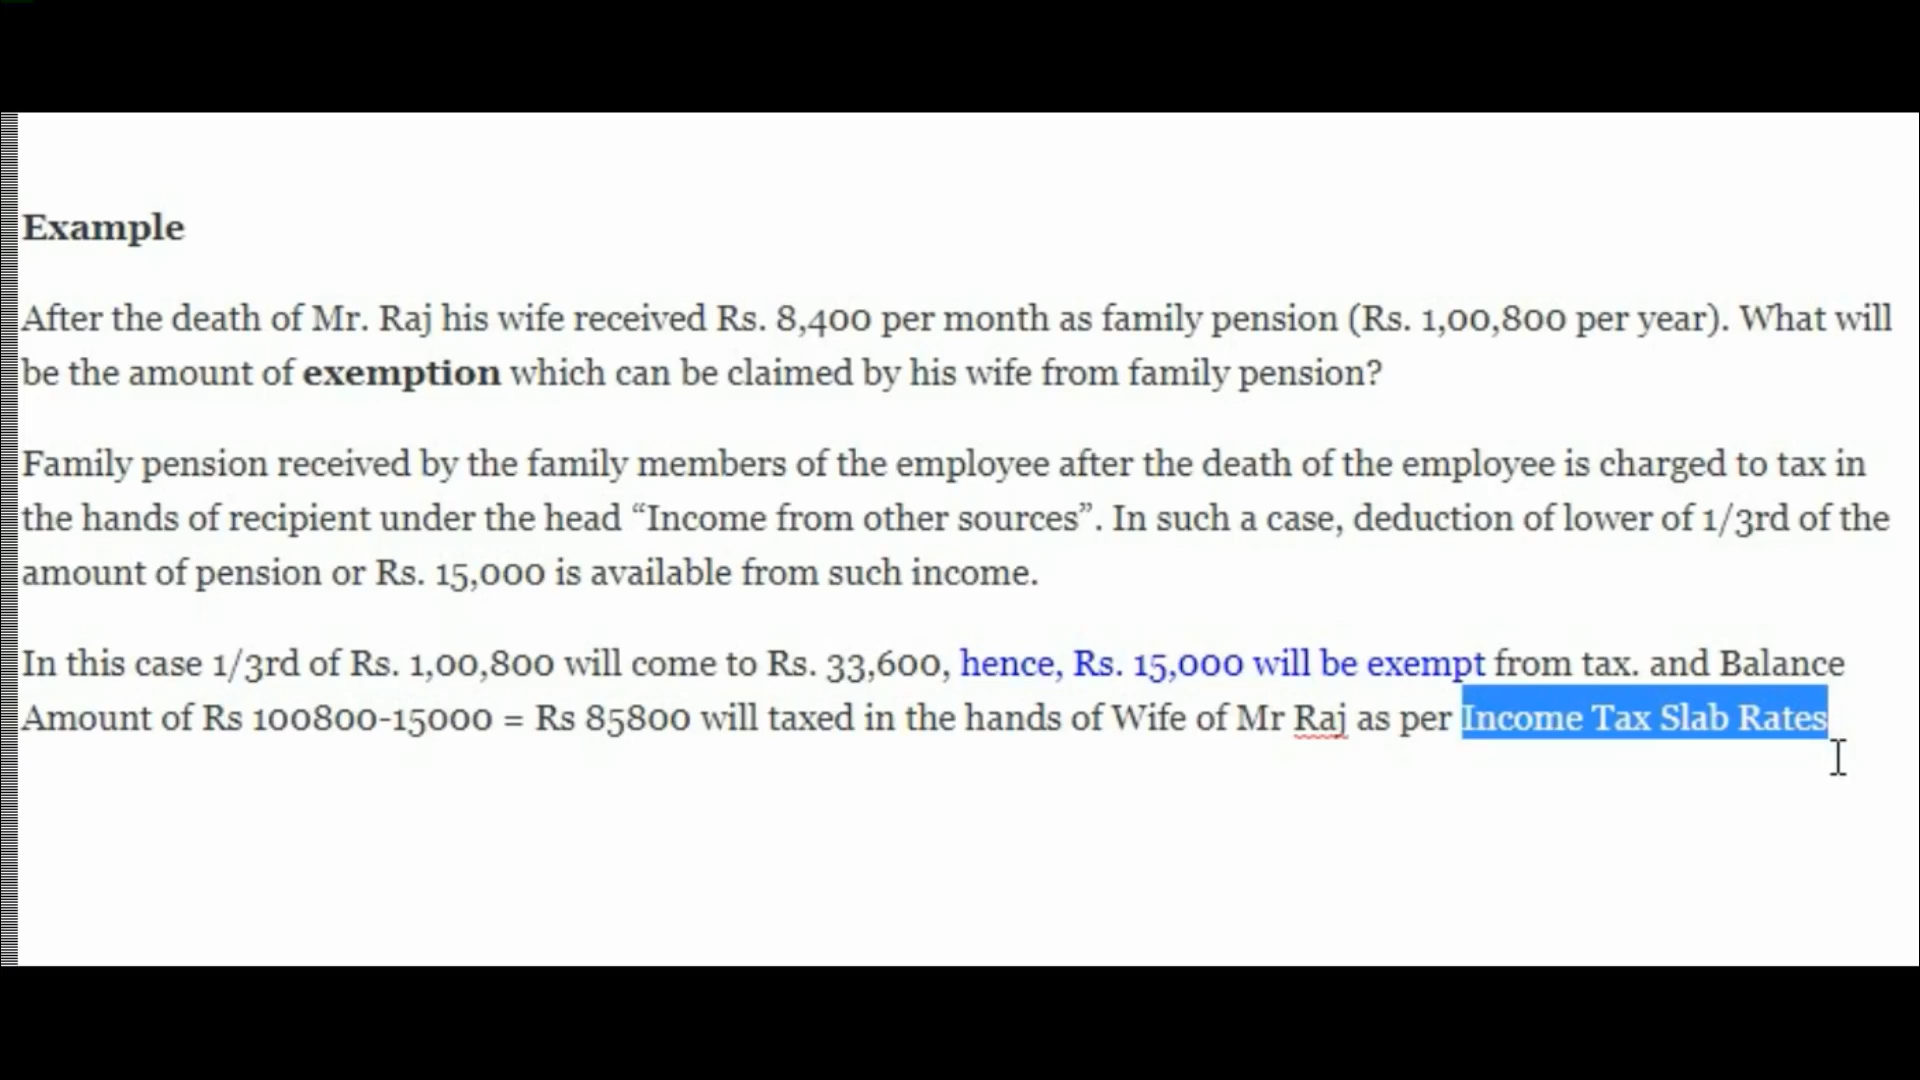 Example
After the death of Mr. Raj his wife received Rs. 8,400 per month as family pension (Rs. 1,00,800 per year). What will
be the amount of exemption which can be claimed by his wife from family pension?
Family pension received by the family members of the employee after the death of the employee is charged to tax in
the hands of recipient under the head “Income from other sources”. In such a case, deduction of lower of 1/3rd of the
amount of pension or Rs. 15,000 is available from such income.
In this case 1/3rd of Rs. 1,00,800 will come to Rs. 33,600, hence, Rs. 15,000 will be exempt from tax. and Balance
Amount of Rs 100800-15000 = Rs 85800 will taxed in the hands of Wife of Mr Raj as per Income Tax Slab Rates